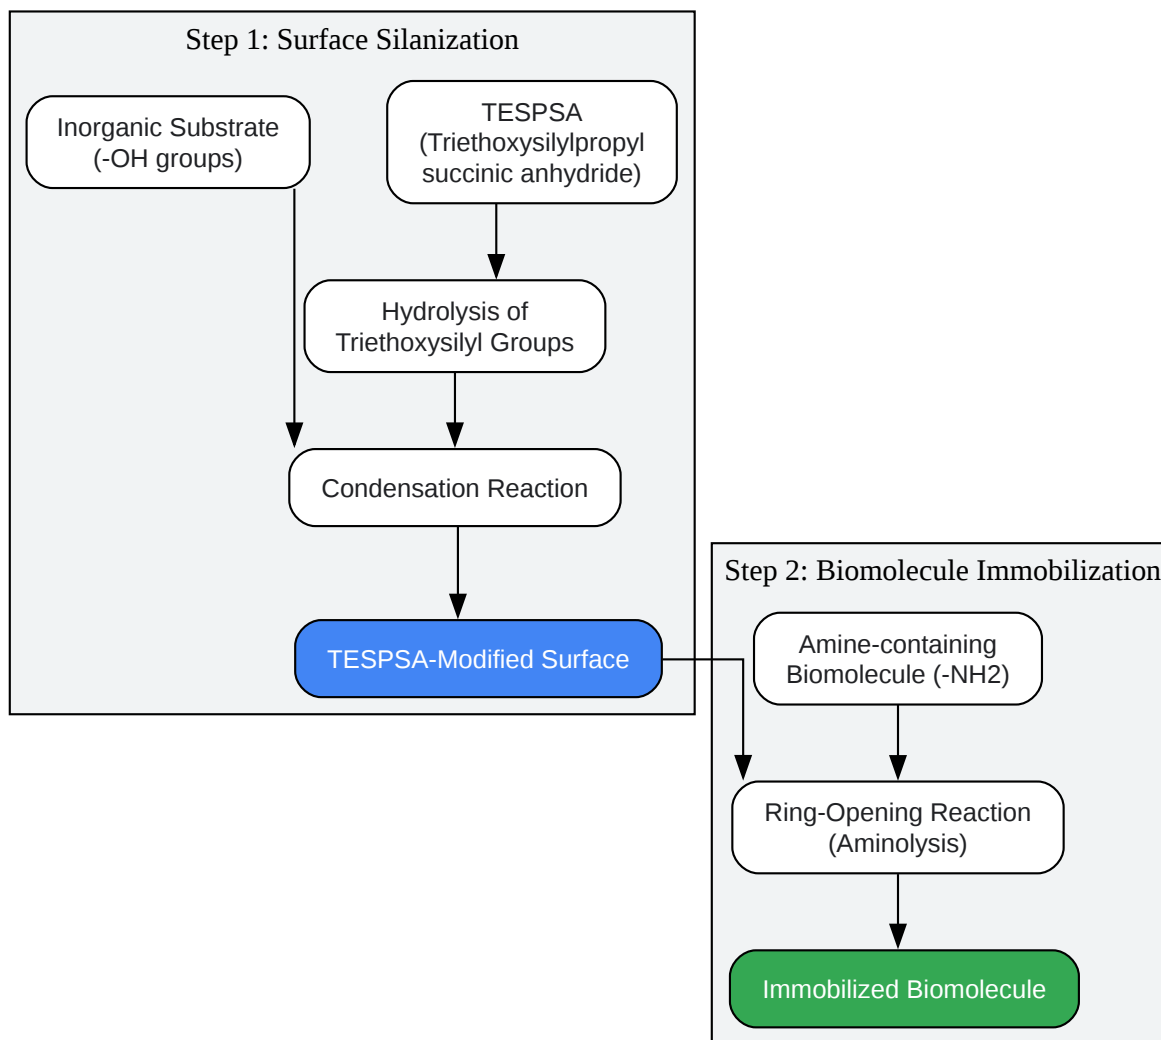 Step 1: Surface Silanization
Inorganic Substrate
(-OH groups)
TESPSA
(Triethoxysilylpropyl
succinic anhydride)
Hydrolysis of
Triethoxysilyl Groups
Condensation Reaction
TESPSA-Modified Surface
Step 2: Biomolecule Immobilization
Amine-containing
Biomolecule (-NH2)
Ring-Opening Reaction
(Aminolysis)
Immobilized Biomolecule